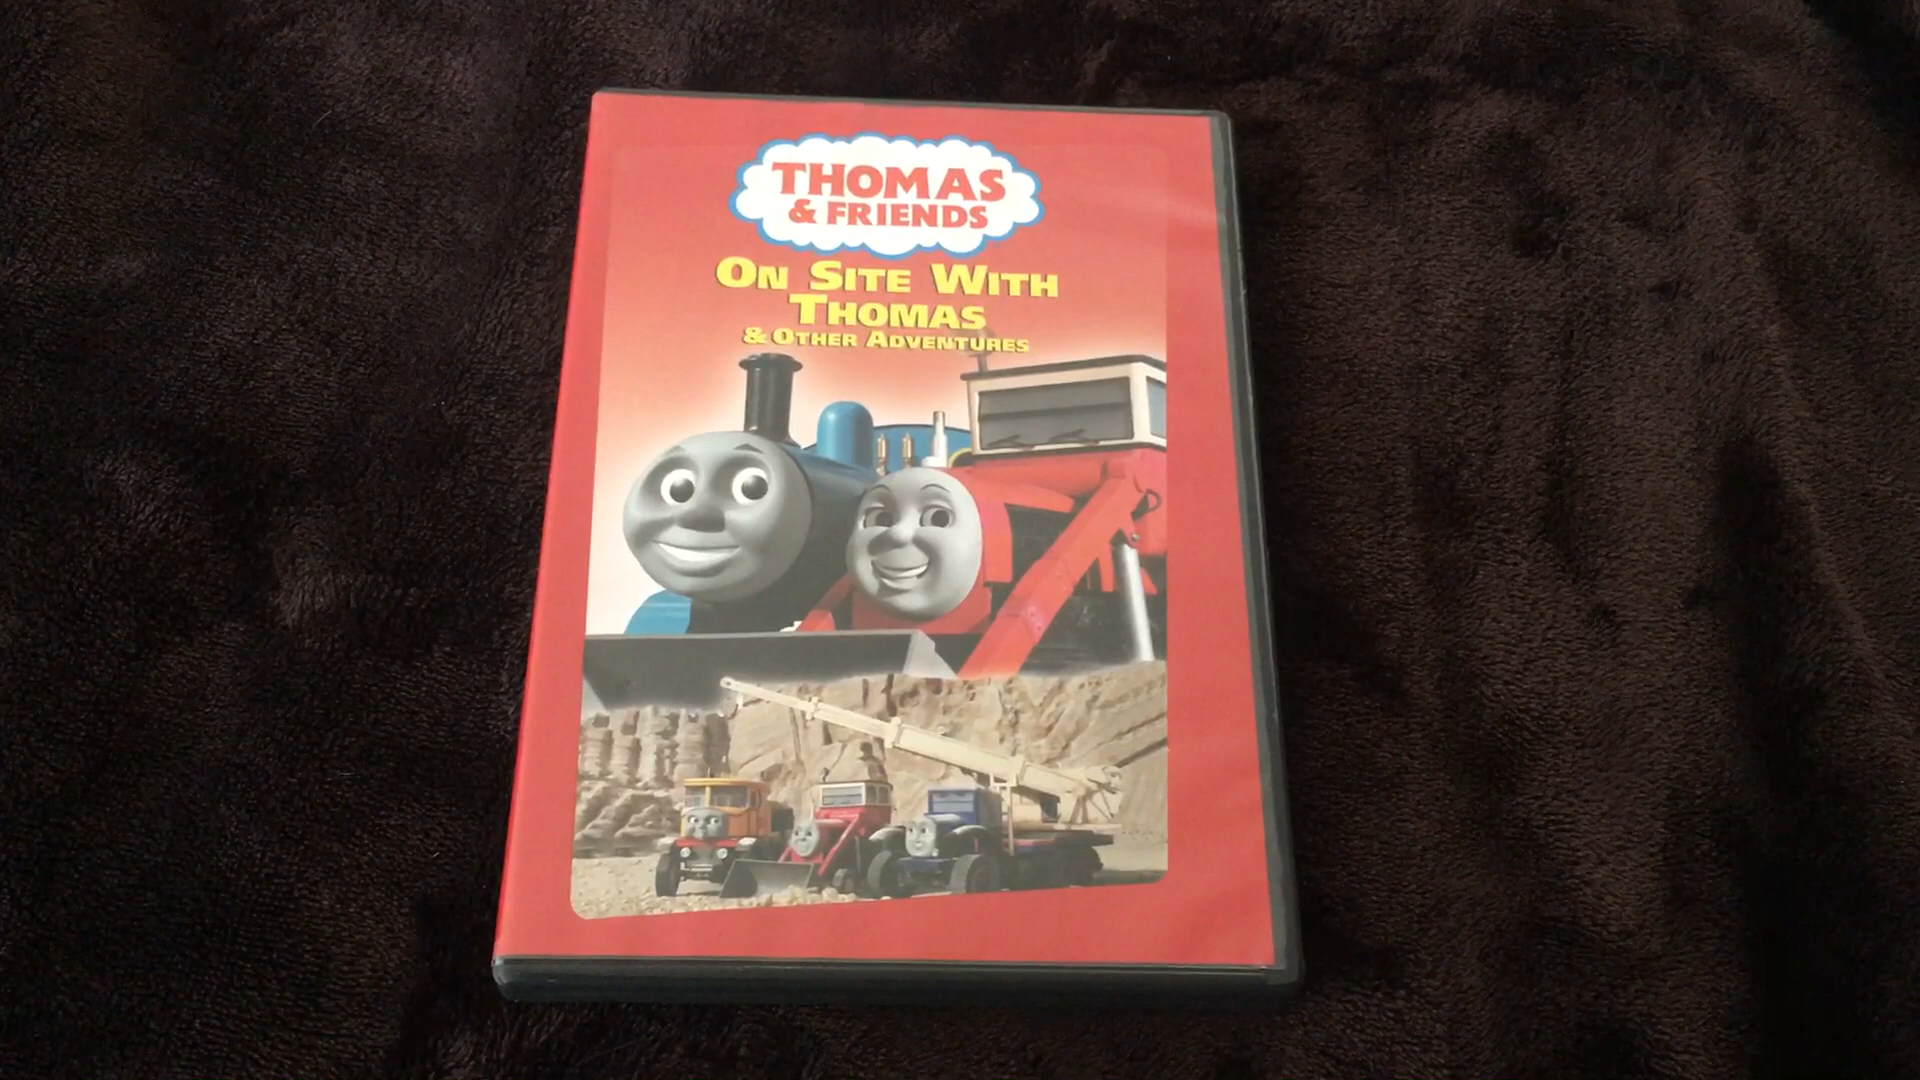 THOMAS
& FRIENDS
ON SITE WITH
THOMAS
& OTHER ADVENTURES